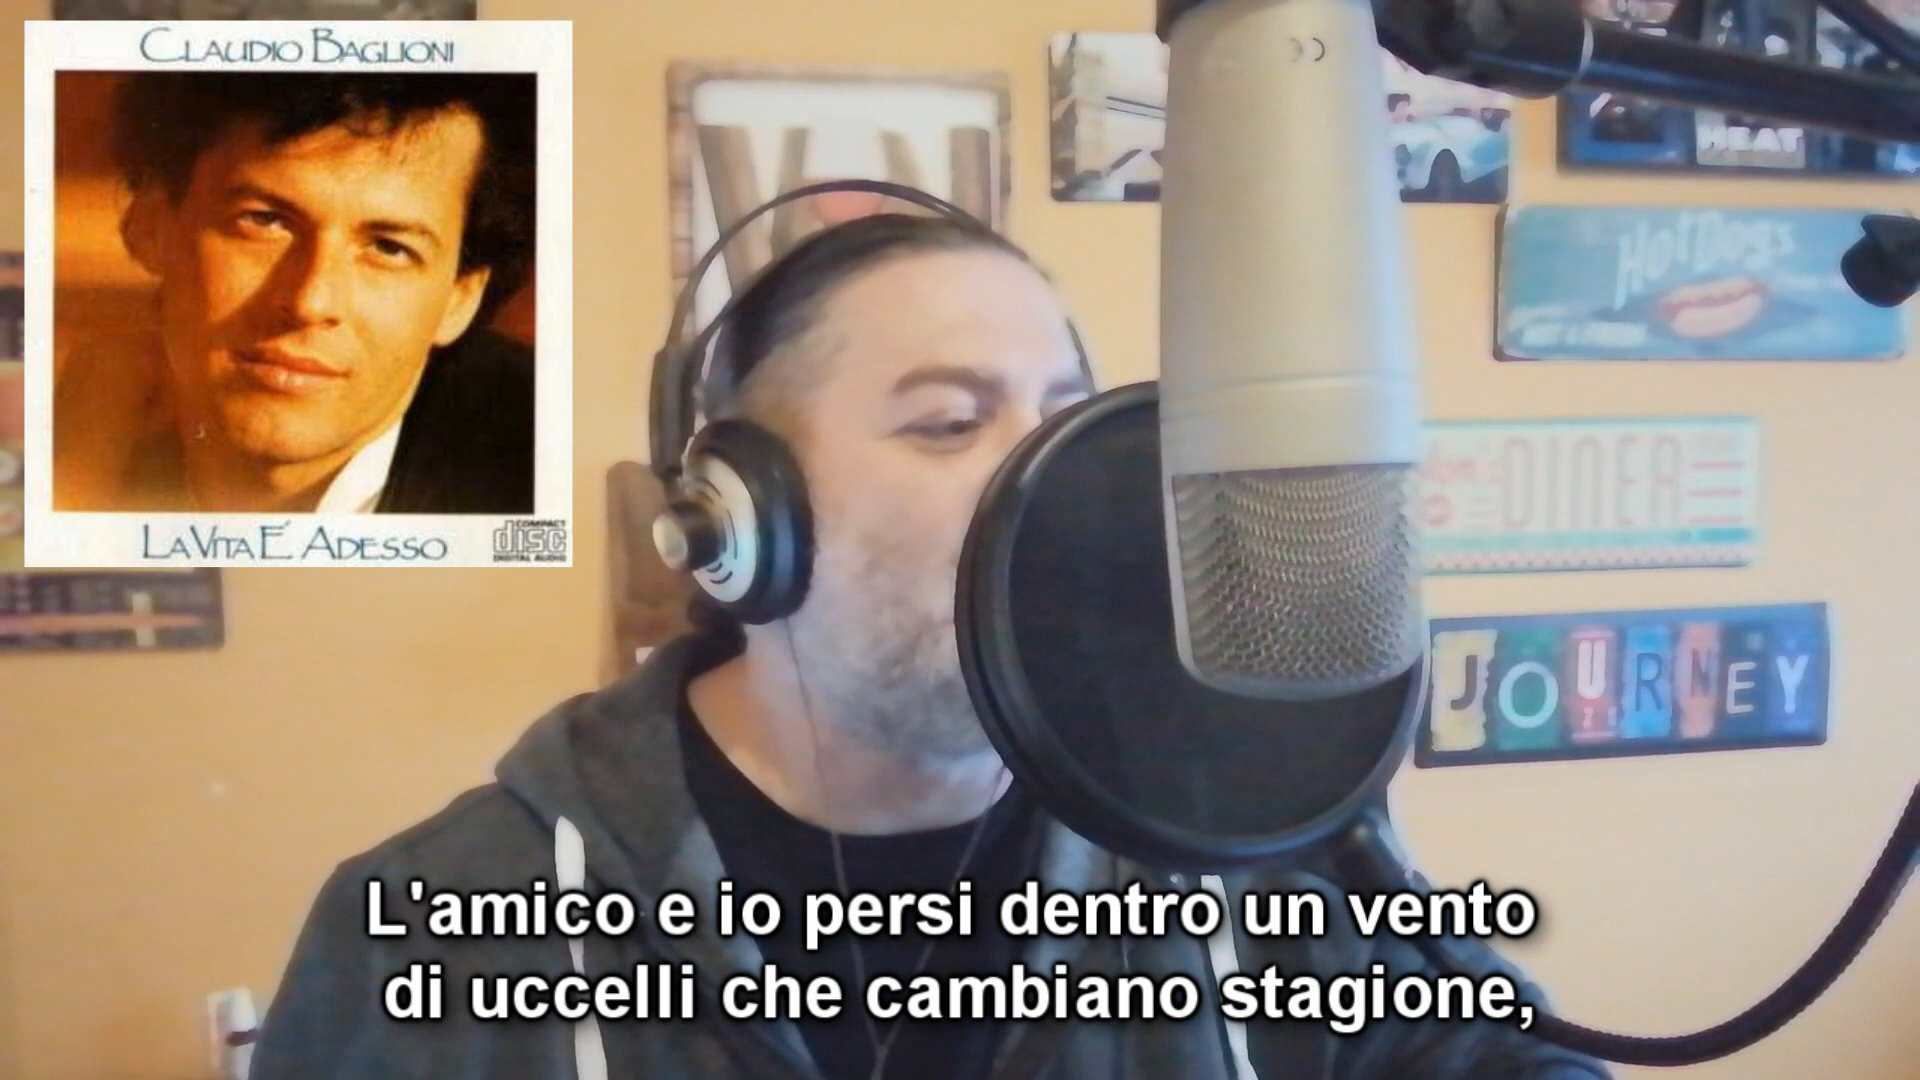 CLAUDIO BAGLIONI
LA VITA E' ADESSO
COMPACT
disc
DIGITAL AUDIO
HEAT
Hot Dogs
DINER
JOURNEY
L'amico e io persi dentro un vento
di uccelli che cambiano stagione,